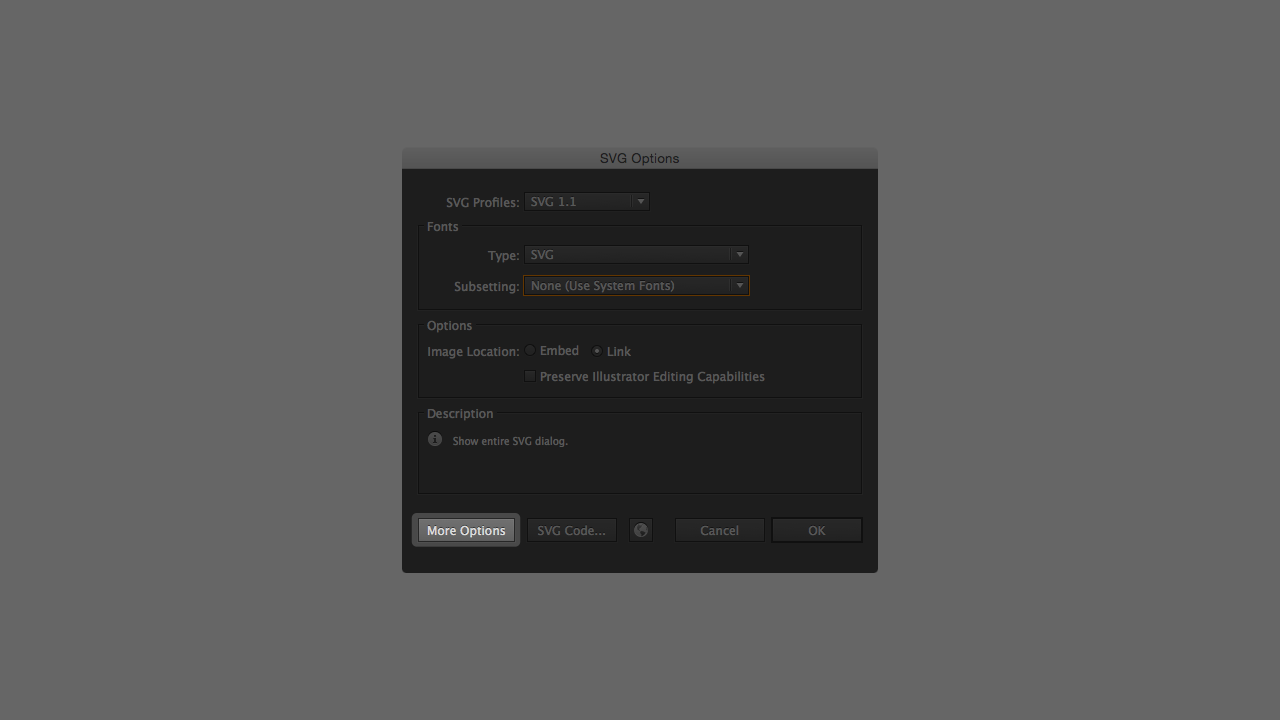 SVG Options
SVG Profiles: SVG 1.1
Fonts
Type: SVG
Subsetting: None (Use System Fonts)
Options
Image Location: Embed Link
Preserve Illustrator Editing Capabilities
Description
Show entire SVG dialog.
More Options SVG Code... Cancel OK